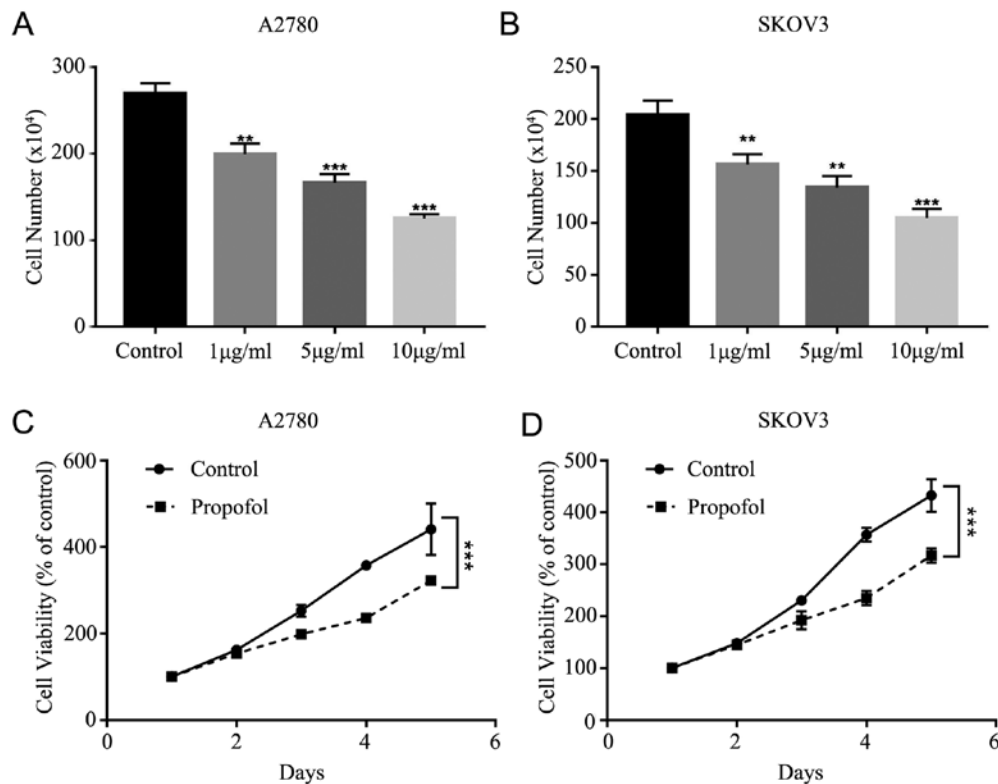 A
A2780
Cell Number (x10⁴)
300
200
100
0
**
***
***
Control
1µg/ml
5µg/ml
10µg/ml
B
SKOV3
Cell Number (x10⁴)
250
200
150
100
50
0
**
**
***
Control
1µg/ml
5µg/ml
10µg/ml
C
A2780
Cell Viability (% of control)
600
400
200
0
Control
Propofol
***
0
2
4
6
Days
D
SKOV3
Cell Viability (% of control)
500
400
300
200
100
0
Control
Propofol
***
0
2
4
6
Days